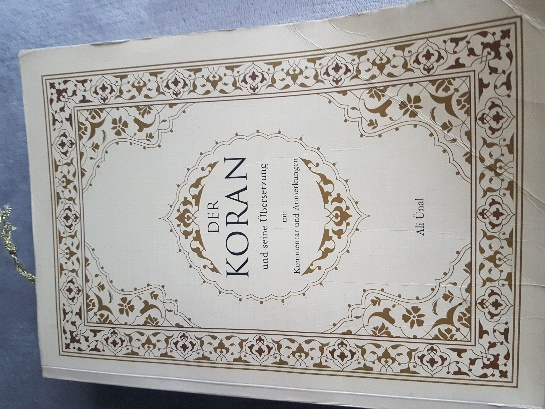 DER
KORAN
und seine Übersetzung
mit
Kommentar und Anmerkungen
Ali Ünal